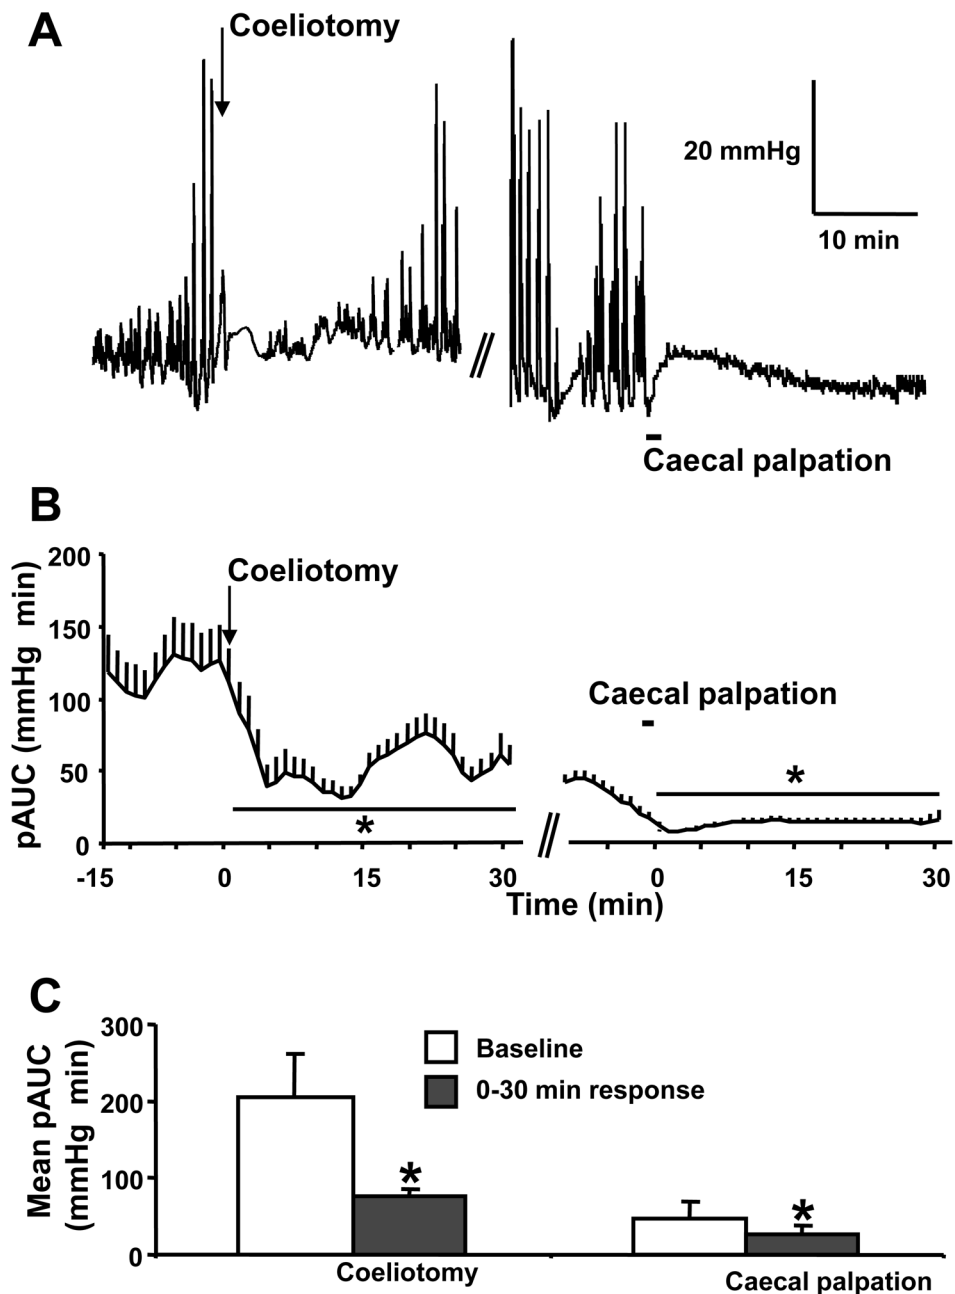 A
Coeliotomy
20 mmHg
10 min
Caecal palpation
B
pAUC (mmHg min)
200
150
100
50
0
Coeliotomy
Caecal palpation
*
*
-15 0 15 30 0 15 30
Time (min)
C
Mean pAUC
(mmHg min)
300
200
100
0
Baseline
0-30 min response
*
*
Coeliotomy
Caecal palpation